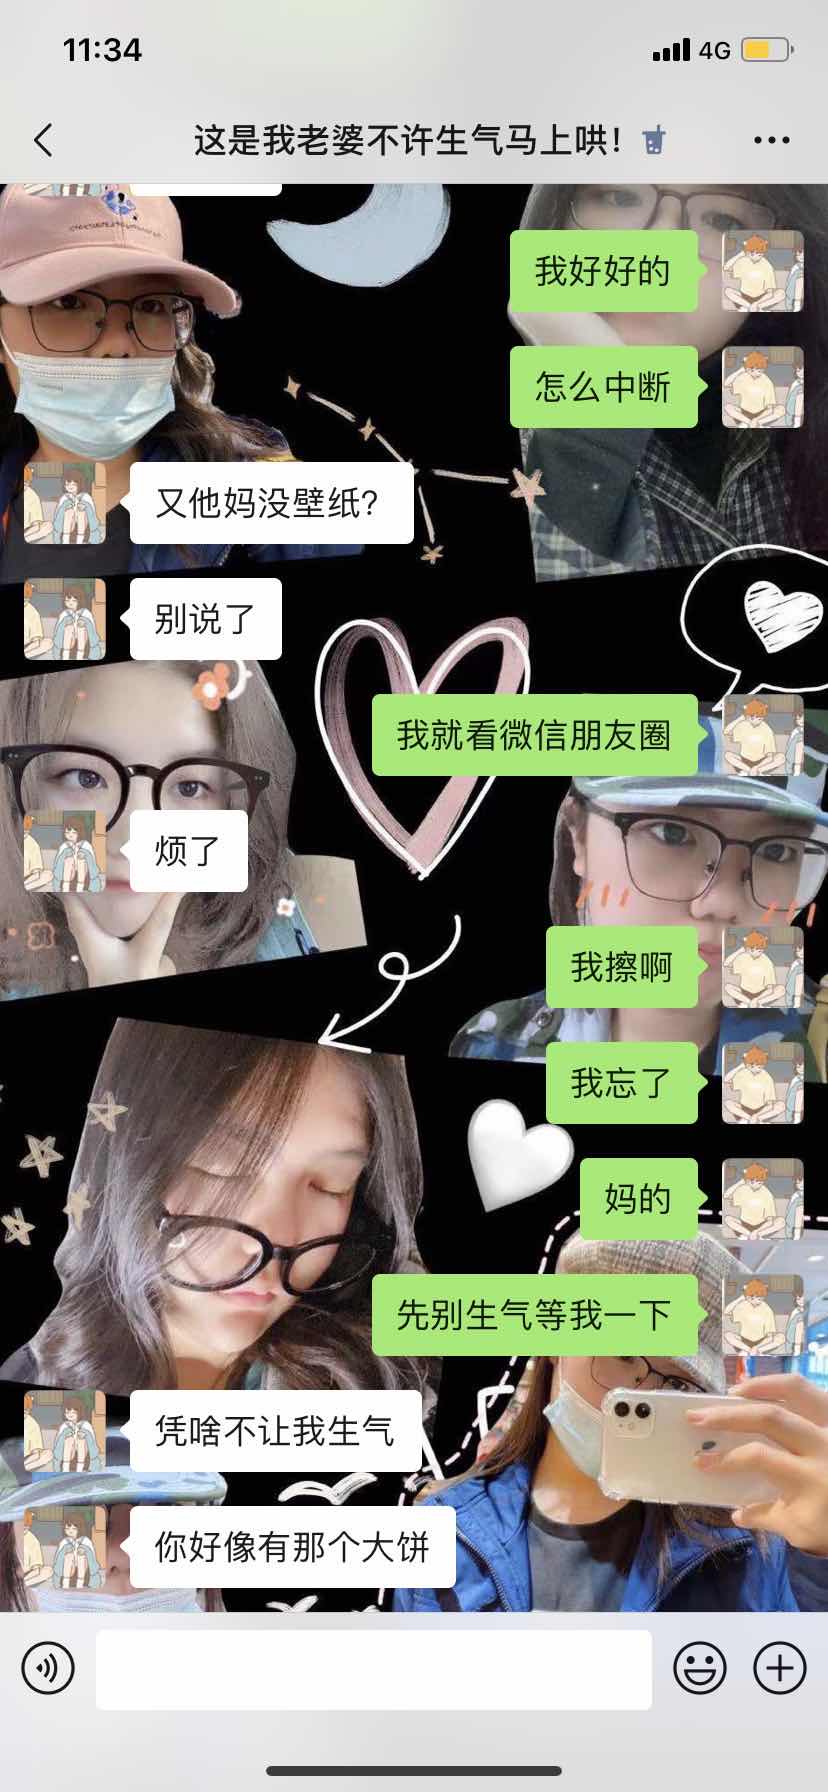 11:34
4G
这是我老婆不许生气马上哄！
我好好的
怎么中断
又他妈没壁纸？
别说了
我就看微信朋友圈
烦了
我擦啊
我忘了
妈的
先别生气等我一下
凭啥不让我生气
你好像有那个大饼